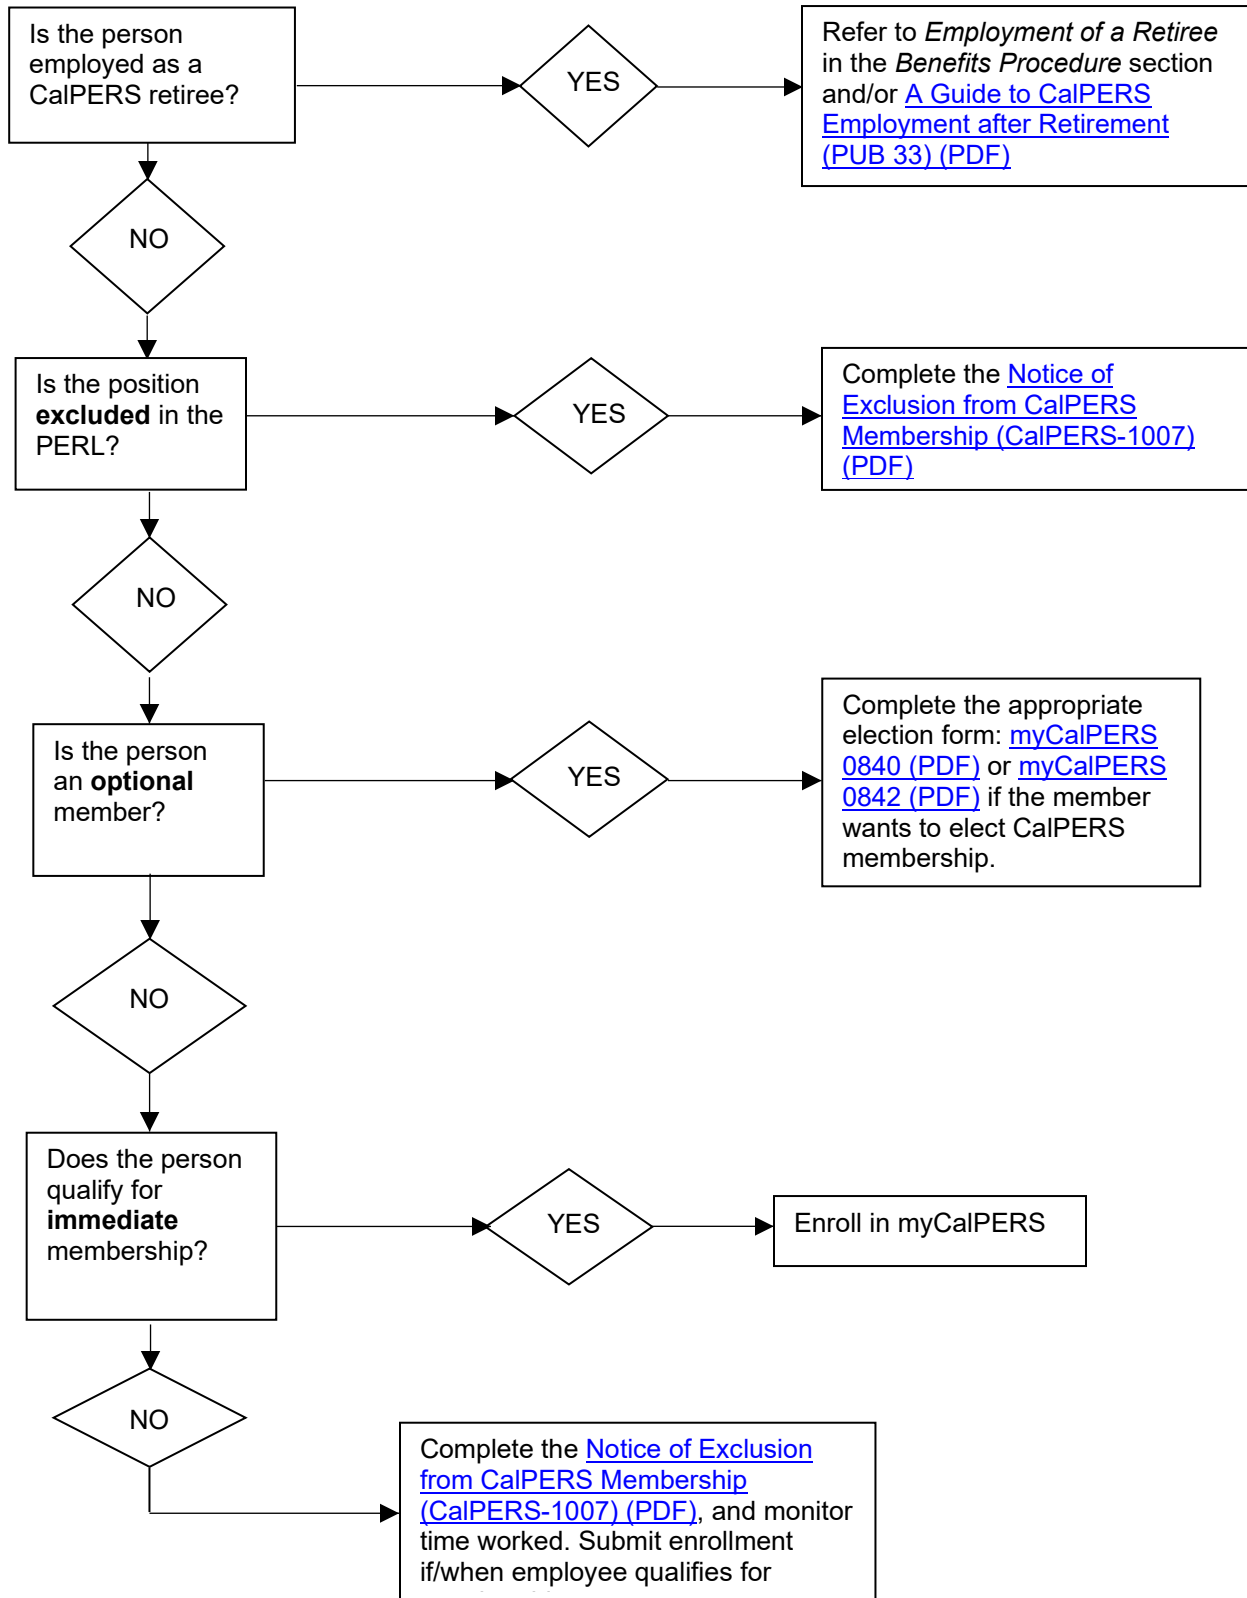 Is the person
employed as a
CalPERS retiree?
YES
Refer to Employment of a Retiree
in the Benefits Procedure section
and/or A Guide to CalPERS
Employment after Retirement
(PUB 33) (PDF)
NO
Is the position
excluded in the
PERL?
YES
Complete the Notice of
Exclusion from CalPERS
Membership (CalPERS-1007)
(PDF)
NO
Is the person
an optional
member?
YES
Complete the appropriate
election form: myCalPERS
0840 (PDF) or myCalPERS
0842 (PDF) if the member
wants to elect CalPERS
membership.
NO
Does the person
qualify for
immediate
membership?
YES
Enroll in myCalPERS
NO
Complete the Notice of Exclusion
from CalPERS Membership
(CalPERS-1007) (PDF), and monitor
time worked. Submit enrollment
if/when employee qualifies for